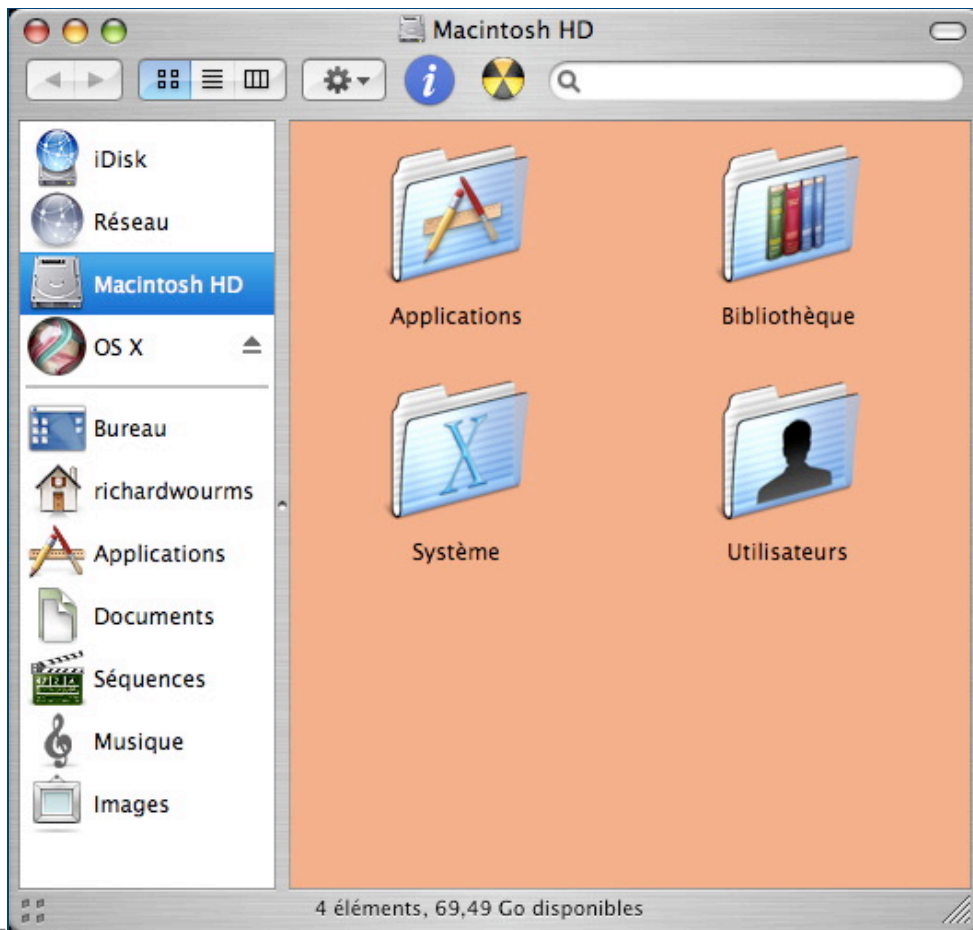 Macintosh HD
iDisk
Réseau
Macintosh HD
OS X
Bureau
richardwourms
Applications
Documents
Séquences
Musique
Images
Applications
Bibliothèque
Système
Utilisateurs
4 éléments, 69,49 Go disponibles